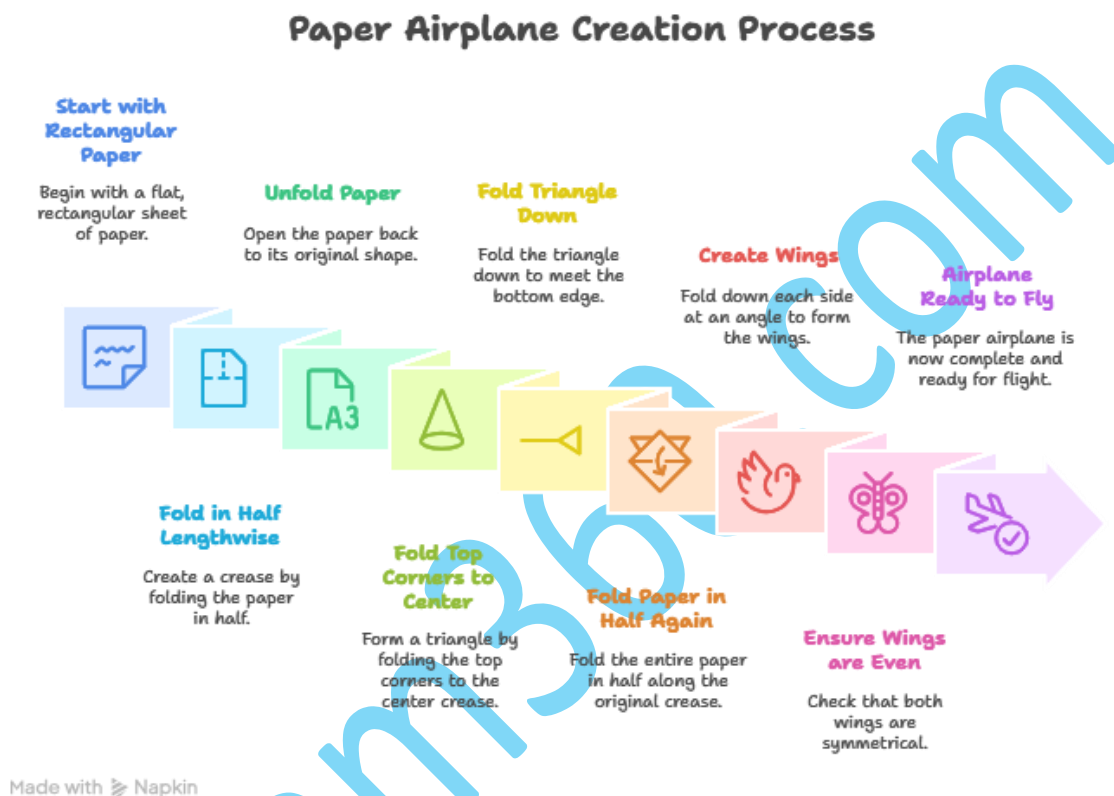 Paper Airplane Creation Process
Start with
Rectangular
Paper
Begin with a flat,
rectangular sheet
of paper.
Fold in Half
Lengthwise
Create a crease by
folding the paper
in half.
Unfold Paper
Open the paper back
to its original shape.
A3
Fold Top
Corners to
Center
Form a triangle by
folding the top
corners to the
center crease.
Fold Triangle
Down
Fold the triangle
down to meet the
bottom edge.
Fold Paper in
Half Again
Fold the entire paper
in half along the
original crease.
Create Wings
Fold down each side
at an angle to form
the wings.
Ensure Wings
are Even
Check that both
wings are
symmetrical.
Airplane
Ready to Fly
The paper airplane is
now complete and
ready for flight.
m360.com
Made with Napkin